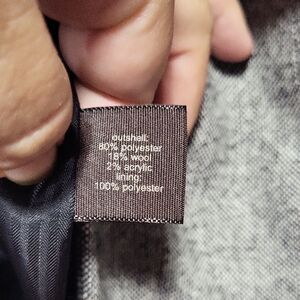 outshell:
80% polyester
18% wool
2% acrylic
lining:
100% polyester